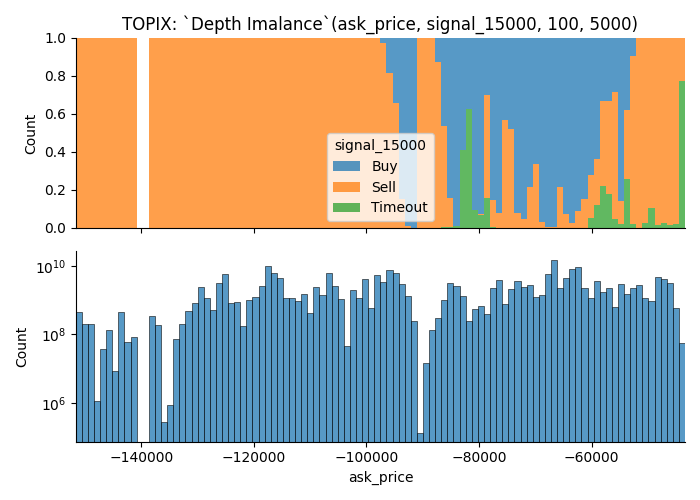 TOPIX: `Depth Imalance`(ask_price, signal_15000, 100, 5000)
1.0
0.8
0.6
0.4
0.2
0.0
Count
signal_15000
Buy
Sell
Timeout
10^10
10^8
10^6
Count
−140000 −120000 −100000 −80000 −60000
ask_price